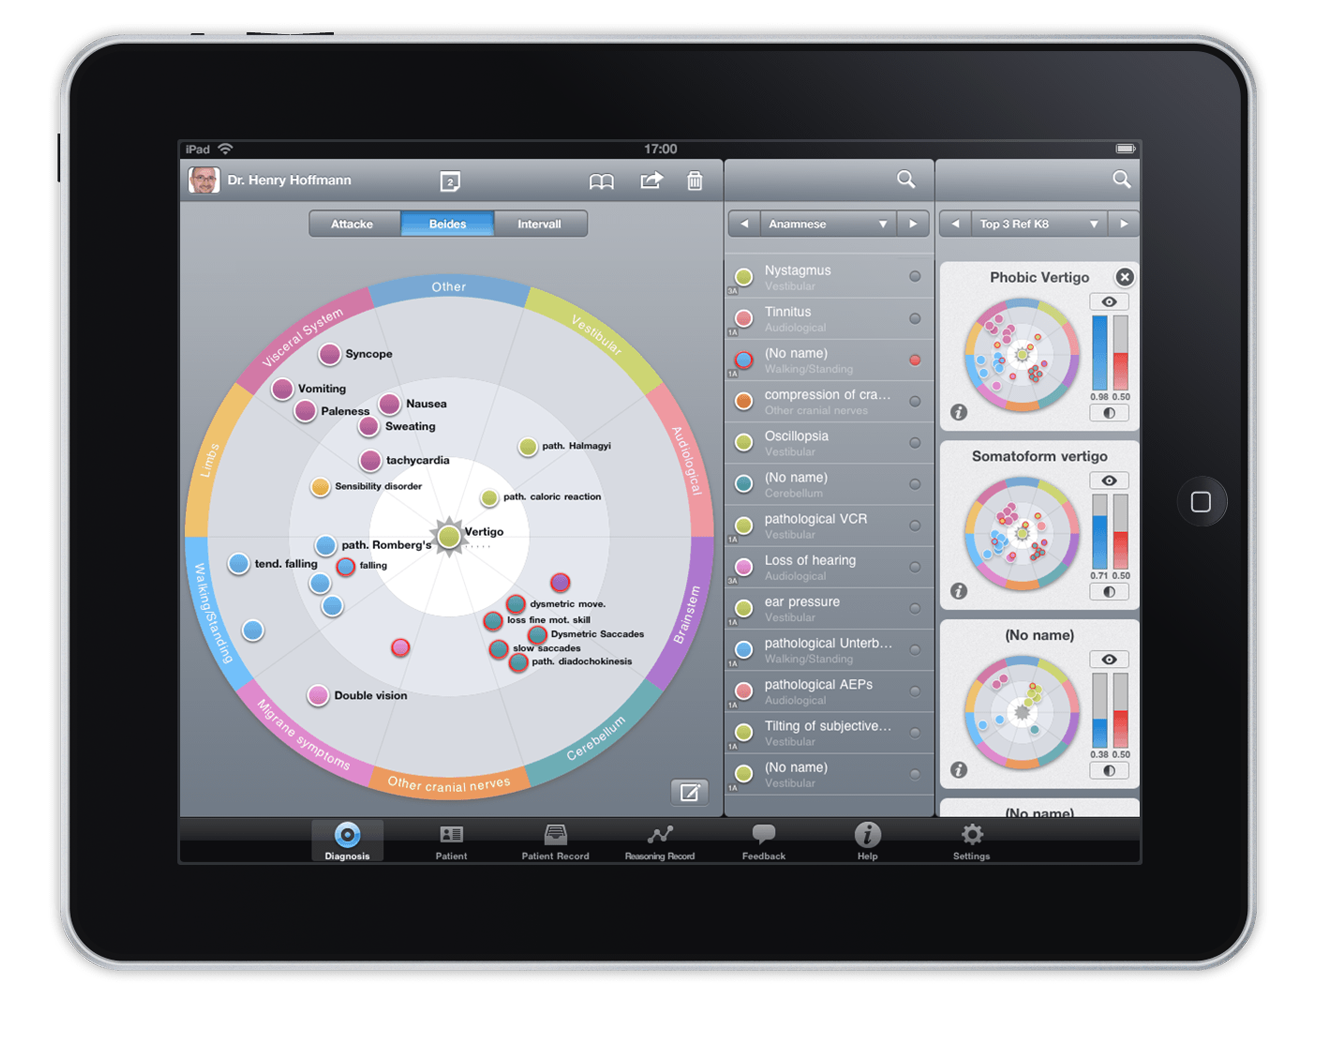 iPad
17:00
Dr. Henry Hoffmann
2
Attacke
Beides
Intervall
Other
Vestibular
Audiological
Brainstem
Cerebellum
Other cranial nerves
Migrane symptoms
Walking/Standing
Limbs
Visceral System
Syncope
Vomiting
Paleness
Nausea
Sweating
tachycardia
Sensibility disorder
path. Halmagyi
path. caloric reaction
Vertigo
path. Romberg's
tend. falling
falling
dysmetric move.
loss fine mot. skill
Dysmetric Saccades
slow saccades
path. diadochokinesis
Double vision
Anamnese
Nystagmus
Vestibular
3A
Tinnitus
Audiological
1A
(No name)
Walking/Standing
1A
compression of cra...
Other cranial nerves
Oscillopsia
Vestibular
(No name)
Cerebellum
pathological VCR
Vestibular
1A
Loss of hearing
Audiological
3A
ear pressure
Vestibular
1A
pathological Unterb...
Walking/Standing
1A
pathological AEPs
Audiological
1A
Tilting of subjective...
Vestibular
1A
(No name)
Vestibular
1A
Top 3 Ref K8
Phobic Vertigo
0.98 0.50
Somatoform vertigo
0.71 0.50
(No name)
0.38 0.50
(No name)
Diagnosis
Patient
Patient Record
Reasoning Record
Feedback
Help
Settings